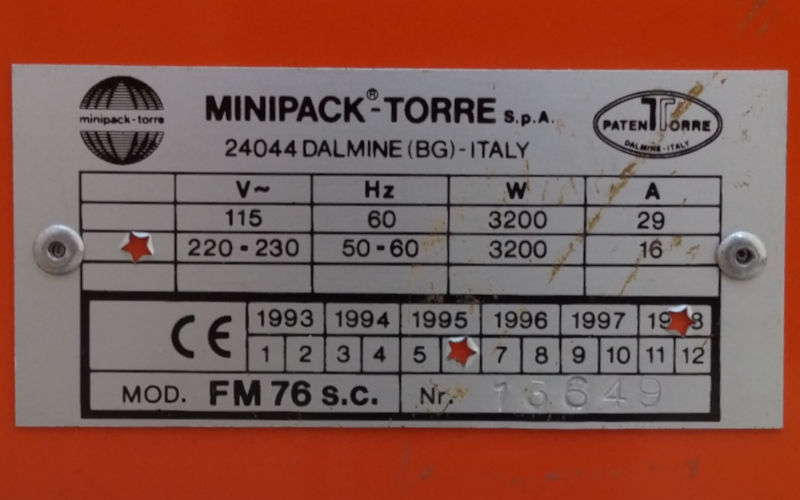 minipack-torre
MINIPACK®-TORRE S.p.A.
24044 DALMINE (BG) - ITALY
PATEN TORRE
DALMINE-ITALY
V~ Hz W A
115 60 3200 29
220-230 50-60 3200 16
CE
1993 1994 1995 1996 1997
1 2 3 4 5 7 8 9 10 11 12
MOD. FM 76 s.c. Nr. 13649